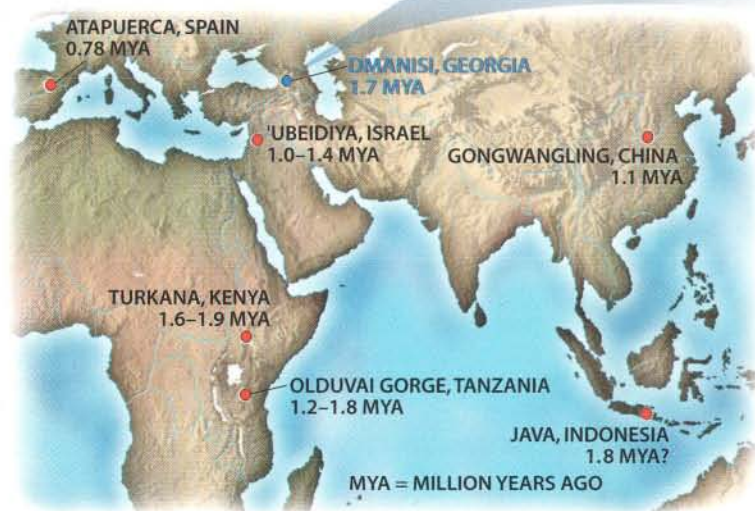 ATAPUERCA, SPAIN
0.78 MYA
DMANISI, GEORGIA
1.7 MYA
'UBEIDIYA, ISRAEL
1.0–1.4 MYA
GONGWANGLING, CHINA
1.1 MYA
TURKANA, KENYA
1.6–1.9 MYA
OLDUVAI GORGE, TANZANIA
1.2–1.8 MYA
JAVA, INDONESIA
1.8 MYA?
MYA = MILLION YEARS AGO